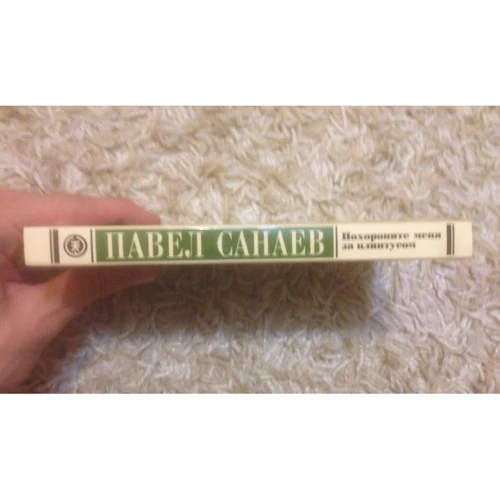 ПАВЕЛ САНАЕВ
Похороните меня
за плинтусом